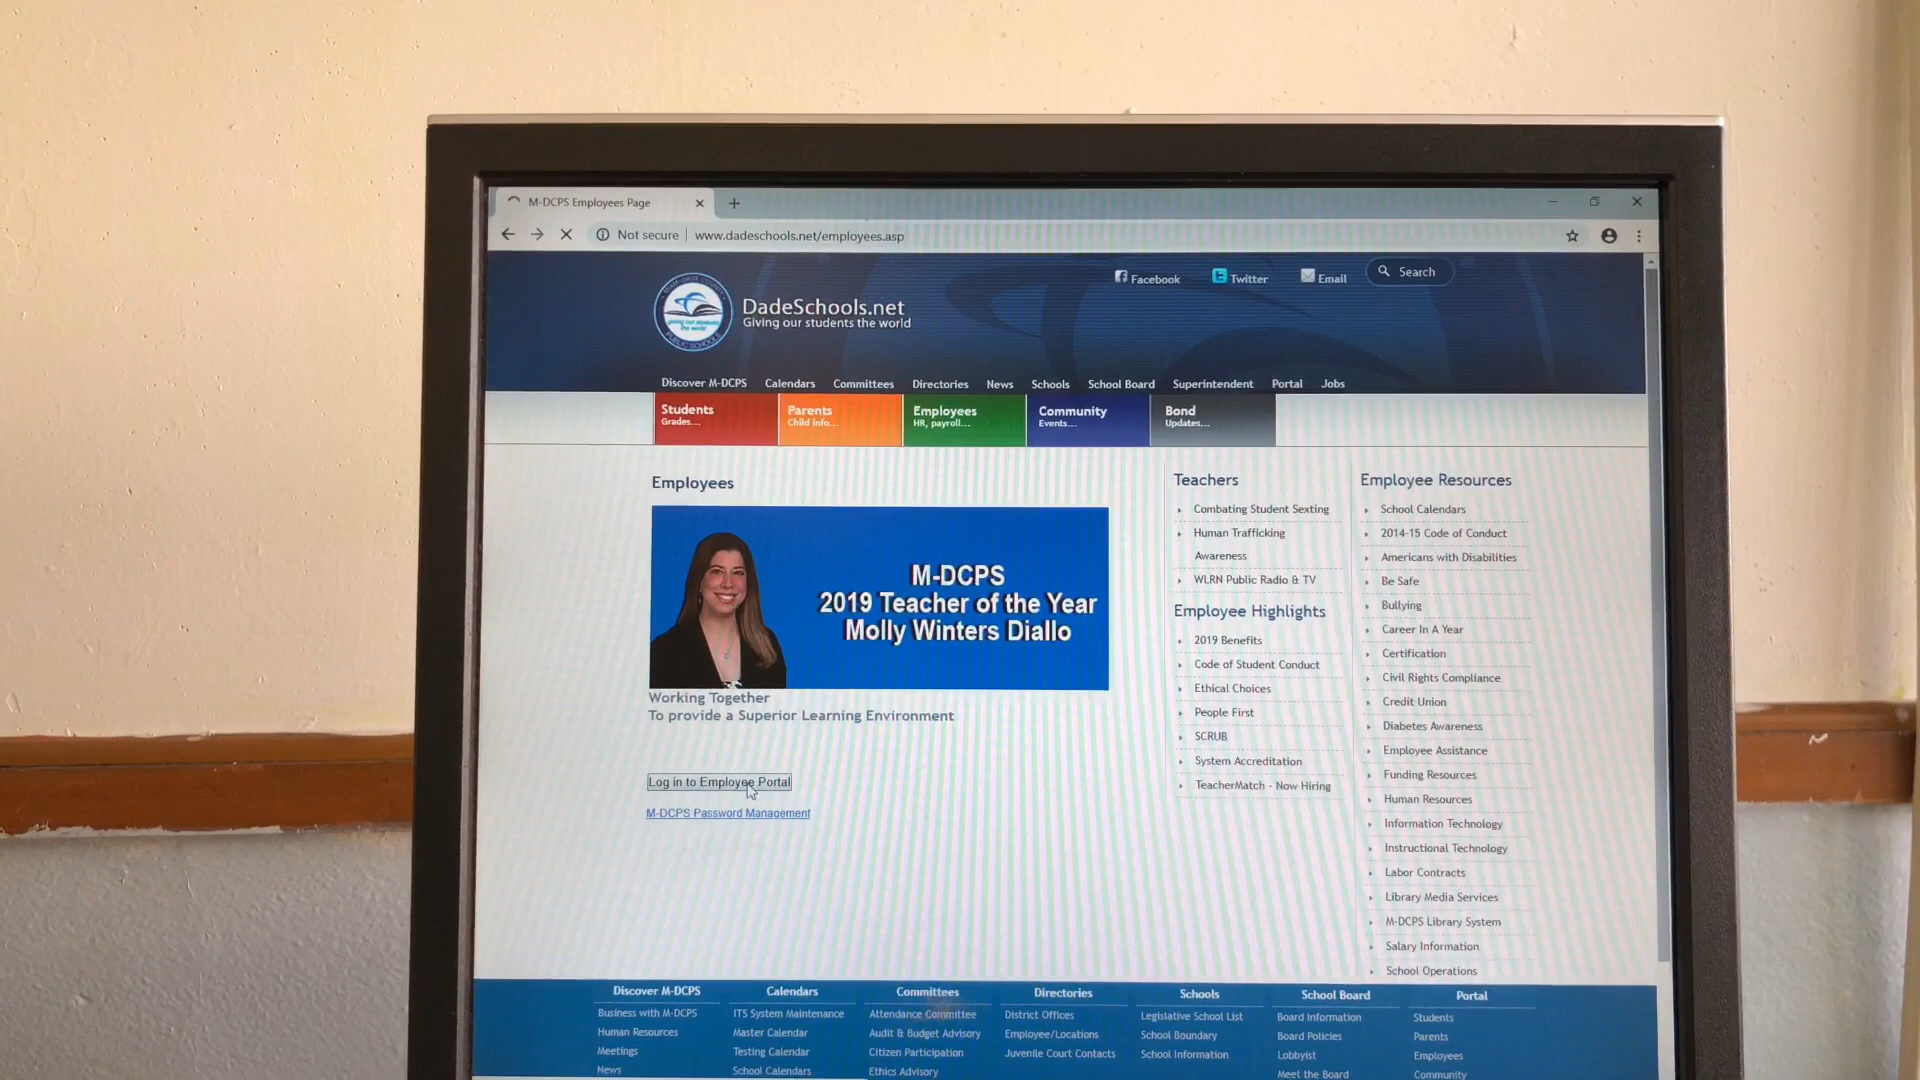 M-DCPS Employees Page
Not secure | www.dadeschools.net/employees.asp
Facebook
Twitter
Email
Search
DadeSchools.net
Giving our students the world
Discover M-DCPS Calendars Committees Directories News Schools School Board Superintendent Portal Jobs
Students
Grades...
Parents
Child info...
Employees
HR, payroll...
Community
Events...
Bond
Updates...
Employees
M-DCPS
2019 Teacher of the Year
Molly Winters Diallo
Working Together
To provide a Superior Learning Environment
Log in to Employee Portal
M-DCPS Password Management
Teachers
Combating Student Sexting
Human Trafficking
Awareness
WLRN Public Radio & TV
Employee Highlights
2019 Benefits
Code of Student Conduct
Ethical Choices
People First
SCRUB
System Accreditation
TeacherMatch - Now Hiring
Employee Resources
School Calendars
2014-15 Code of Conduct
Americans with Disabilities
Be Safe
Bullying
Career In A Year
Certification
Civil Rights Compliance
Credit Union
Diabetes Awareness
Employee Assistance
Funding Resources
Human Resources
Information Technology
Instructional Technology
Labor Contracts
Library Media Services
M-DCPS Library System
Salary Information
School Operations
Discover M-DCPS
Business with M-DCPS
Human Resources
Meetings
News
Calendars
ITS System Maintenance
Master Calendar
Testing Calendar
School Calendars
Committees
Attendance Committee
Audit & Budget Advisory
Citizen Participation
Ethics Advisory
Directories
District Offices
Employee/Locations
Juvenile Court Contacts
Schools
Legislative School List
School Boundary
School Information
School Board
Board Information
Board Policies
Lobbyist
Meet the Board
Portal
Students
Parents
Employees
Community